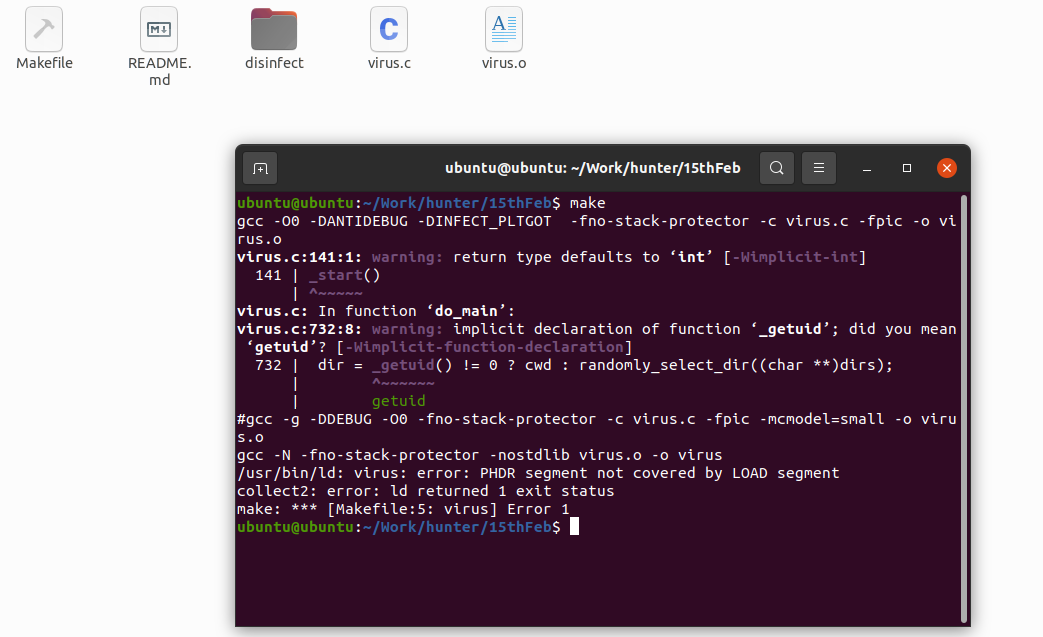 Makefile
README.
md
disinfect
virus.c
virus.o
ubuntu@ubuntu: ~/Work/hunter/15thFeb
ubuntu@ubuntu:~/Work/hunter/15thFeb$ make
gcc -O0 -DANTIDEBUG -DINFECT_PLTGOT  -fno-stack-protector -c virus.c -fpic -o vi
rus.o
virus.c:141:1: warning: return type defaults to ‘int’ [-Wimplicit-int]
  141 | _start()
      | ^~~~~~
virus.c: In function ‘do_main’:
virus.c:732:8: warning: implicit declaration of function ‘_getuid’; did you mean
 ‘getuid’? [-Wimplicit-function-declaration]
  732 |  dir = _getuid() != 0 ? cwd : randomly_select_dir((char **)dirs);
      |        ^~~~~~~
      |        getuid
#gcc -g -DDEBUG -O0 -fno-stack-protector -c virus.c -fpic -mcmodel=small -o viru
s.o
gcc -N -fno-stack-protector -nostdlib virus.o -o virus
/usr/bin/ld: virus: error: PHDR segment not covered by LOAD segment
collect2: error: ld returned 1 exit status
make: *** [Makefile:5: virus] Error 1
ubuntu@ubuntu:~/Work/hunter/15thFeb$